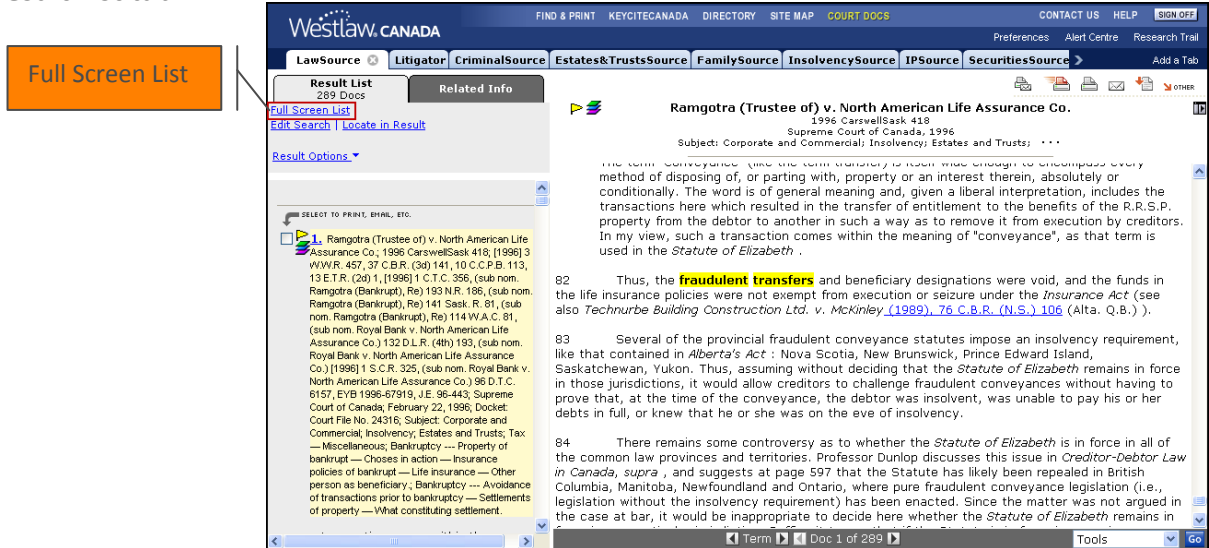 Full Screen List
Westlaw. CANADA
FIND & PRINT KEYCITECANADA DIRECTORY SITE MAP COURT DOCS
CONTACT US HELP SIGN OFF
Preferences Alert Centre Research Trail
LawSource Litigator CriminalSource Estates&TrustsSource FamilySource InsolvencySource IPSource SecuritiesSource Add a Tab
Result List
289 Docs
Related Info
Full Screen List
Edit Search | Locate in Result
Result Options
SELECT TO PRINT, EMAIL, ETC.
1. Ramgotra (Trustee of) v. North American Life
Assurance Co.; 1996 CarswellSask 418; [1996] 3
W.W.R. 457, 37 C.B.R. (3d) 141, 10 C.C.P.B. 113,
13 E.T.R. (2d) 1, [1996] 1 C.T.C. 356, (sub nom.
Ramgotra (Bankrupt), Re) 193 N.R. 186, (sub nom.
Ramgotra (Bankrupt), Re) 141 Sask. R. 81, (sub
nom. Ramgotra (Bankrupt), Re) 114 W.A.C. 81,
(sub nom. Royal Bank v. North American Life
Assurance Co.) 132 D.L.R. (4th) 193, (sub nom.
Royal Bank v. North American Life Assurance
Co.) [1996] 1 S.C.R. 325, (sub nom. Royal Bank v.
North American Life Assurance Co.) 96 D.T.C.
6157, EYB 1996-67919, J.E. 96-443; Supreme
Court of Canada; February 22, 1996; Docket:
Court File No. 24316; Subject: Corporate and
Commercial; Insolvency; Estates and Trusts; Tax
— Miscellaneous; Bankruptcy --- Property of
bankrupt — Choses in action — Insurance
policies of bankrupt — Life insurance — Other
person as beneficiary.; Bankruptcy --- Avoidance
of transactions prior to bankruptcy — Settlements
of property — What constituting settlement.
OTHER
Ramgotra (Trustee of) v. North American Life Assurance Co.
1996 CarswellSask 418
Supreme Court of Canada, 1996
Subject: Corporate and Commercial; Insolvency; Estates and Trusts; ···
The term "conveyance" (like the term transfer) is itself wide enough to encompass every
method of disposing of, or parting with, property or an interest therein, absolutely or
conditionally. The word is of general meaning and, given a liberal interpretation, includes the
transactions here which resulted in the transfer of entitlement to the benefits of the R.R.S.P.
property from the debtor to another in such a way as to remove it from execution by creditors.
In my view, such a transaction comes within the meaning of "conveyance", as that term is
used in the Statute of Elizabeth .
82 Thus, the fraudulent transfers and beneficiary designations were void, and the funds in
the life insurance policies were not exempt from execution or seizure under the Insurance Act (see
also Technurbe Building Construction Ltd. v. McKinley (1989), 76 C.B.R. (N.S.) 106 (Alta. Q.B.) ).
83 Several of the provincial fraudulent conveyance statutes impose an insolvency requirement,
like that contained in Alberta's Act : Nova Scotia, New Brunswick, Prince Edward Island,
Saskatchewan, Yukon. Thus, assuming without deciding that the Statute of Elizabeth remains in force
in those jurisdictions, it would allow creditors to challenge fraudulent conveyances without having to
prove that, at the time of the conveyance, the debtor was insolvent, was unable to pay his or her
debts in full, or knew that he or she was on the eve of insolvency.
84 There remains some controversy as to whether the Statute of Elizabeth is in force in all of
the common law provinces and territories. Professor Dunlop discusses this issue in Creditor-Debtor Law
in Canada, supra , and suggests at page 597 that the Statute has likely been repealed in British
Columbia, Manitoba, Newfoundland and Ontario, where pure fraudulent conveyance legislation (i.e.,
legislation without the insolvency requirement) has been enacted. Since the matter was not argued in
the case at bar, it would be inappropriate to decide here whether the Statute of Elizabeth remains in
Term Doc 1 of 289 Tools Go